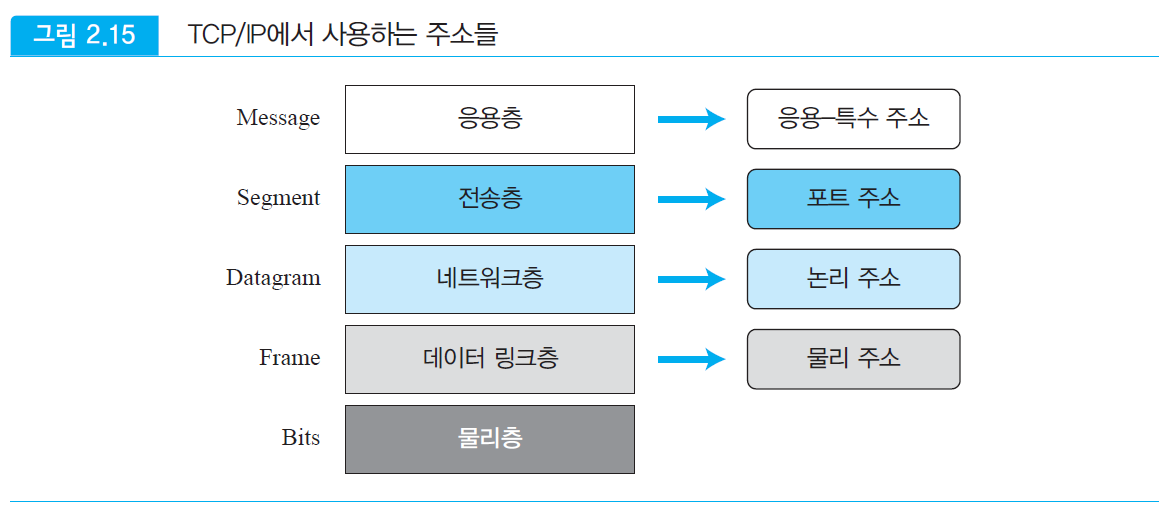 그림 2.15 TCP/IP에서 사용하는 주소들
Message 응용층 응용-특수 주소
Segment 전송층 포트 주소
Datagram 네트워크층 논리 주소
Frame 데이터 링크층 물리 주소
Bits 물리층